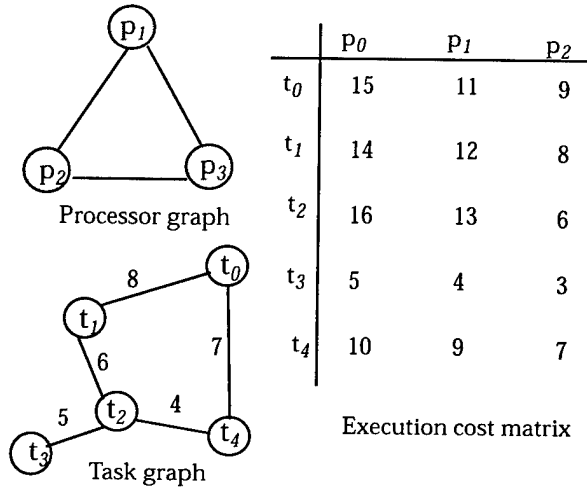 p1
p2
p3
Processor graph
t0
8
t1
7
6
5
t2
4
t3
t4
Task graph
p0 p1 p2
t0 15 11 9
t1 14 12 8
t2 16 13 6
t3 5 4 3
t4 10 9 7
Execution cost matrix